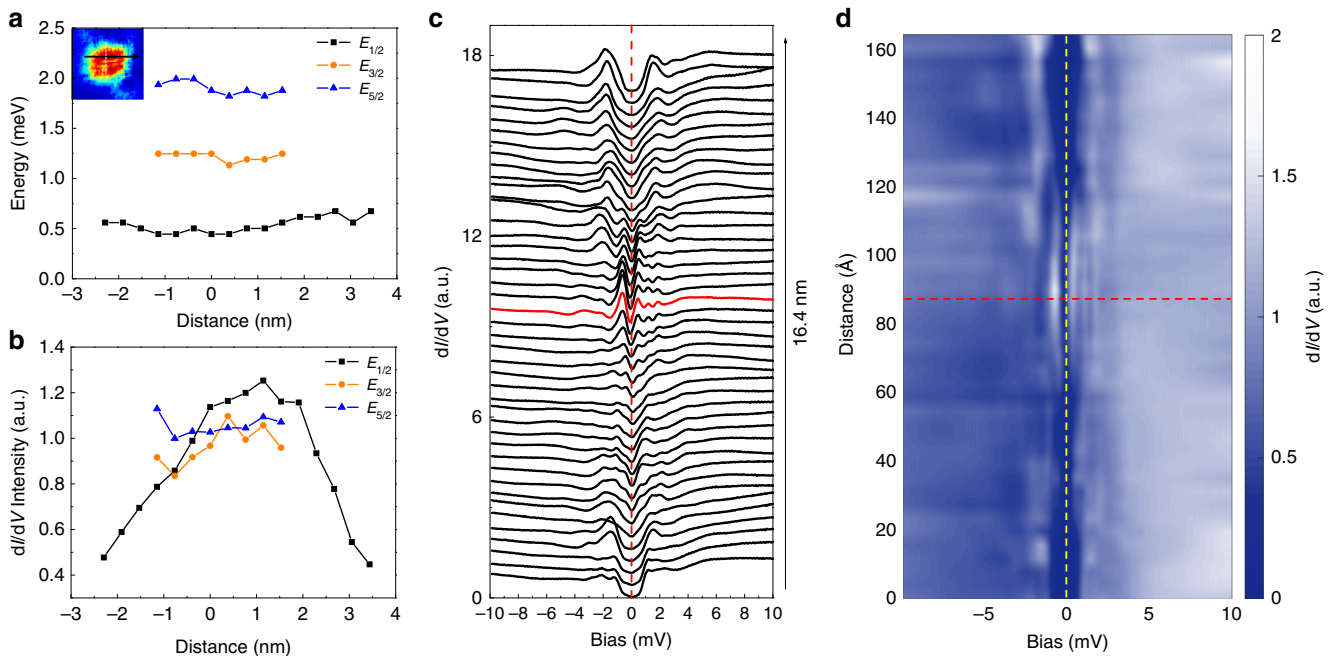 a
2.5
2.0
1.5
1.0
0.5
0.0
Energy (meV)
E1/2
E3/2
E5/2
−3 −2 −1 0 1 2 3 4
Distance (nm)
b
1.4
1.2
1.0
0.8
0.6
0.4
dI/dV Intensity (a.u.)
E1/2
E3/2
E5/2
−3 −2 −1 0 1 2 3 4
Distance (nm)
c
18
12
6
0
dI/dV (a.u.)
−10 −8 −6 −4 −2 0 2 4 6 8 10
Bias (mV)
16.4 nm
d
160
140
120
100
80
60
40
20
0
Distance (Å)
−5 0 5 10
Bias (mV)
2
1.5
1
0.5
0
dI/dV (a.u.)